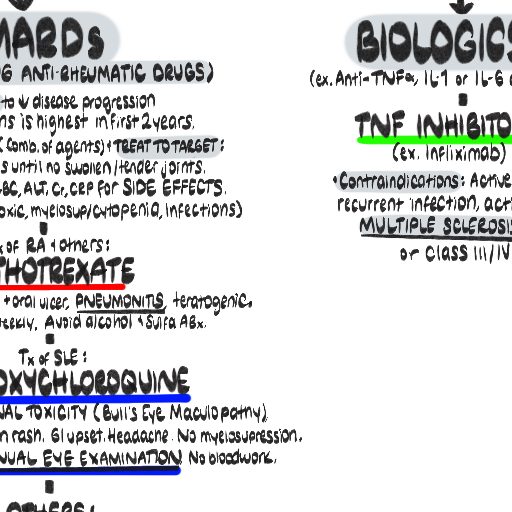 MARDs
G ANTI-RHEUMATIC DRUGS)
to ↓ disease progression
ns is highest in first 2 years.
(Comb. of agents) + TREAT TO TARGET:
s until no swollen/tender joints.
BC, ALT, Cr, CRP for SIDE EFFECTS.
oxic, myelosup/cytopenia, infections)
x of RA + others:
THOTREXATE
+ oral ulcer, PNEUMONITIS, teratogenic.
eekly, Avoid alcohol + Sulfa ABx.
Tx of SLE:
OXYCHLOROQUINE
NAL TOXICITY (Bull's Eye Maculopathy)
n rash. GI upset. Headache. No myelosupression.
NUAL EYE EXAMINATION No bloodwork.
OTHERS:
BIOLOGICS
(ex. Anti-TNFα, IL-1 or IL-6
TNF INHIBITO
(ex. Infliximab)
•Contraindications: Active
recurrent infection, act
MULTIPLE SCLEROSIS
or Class III/IV